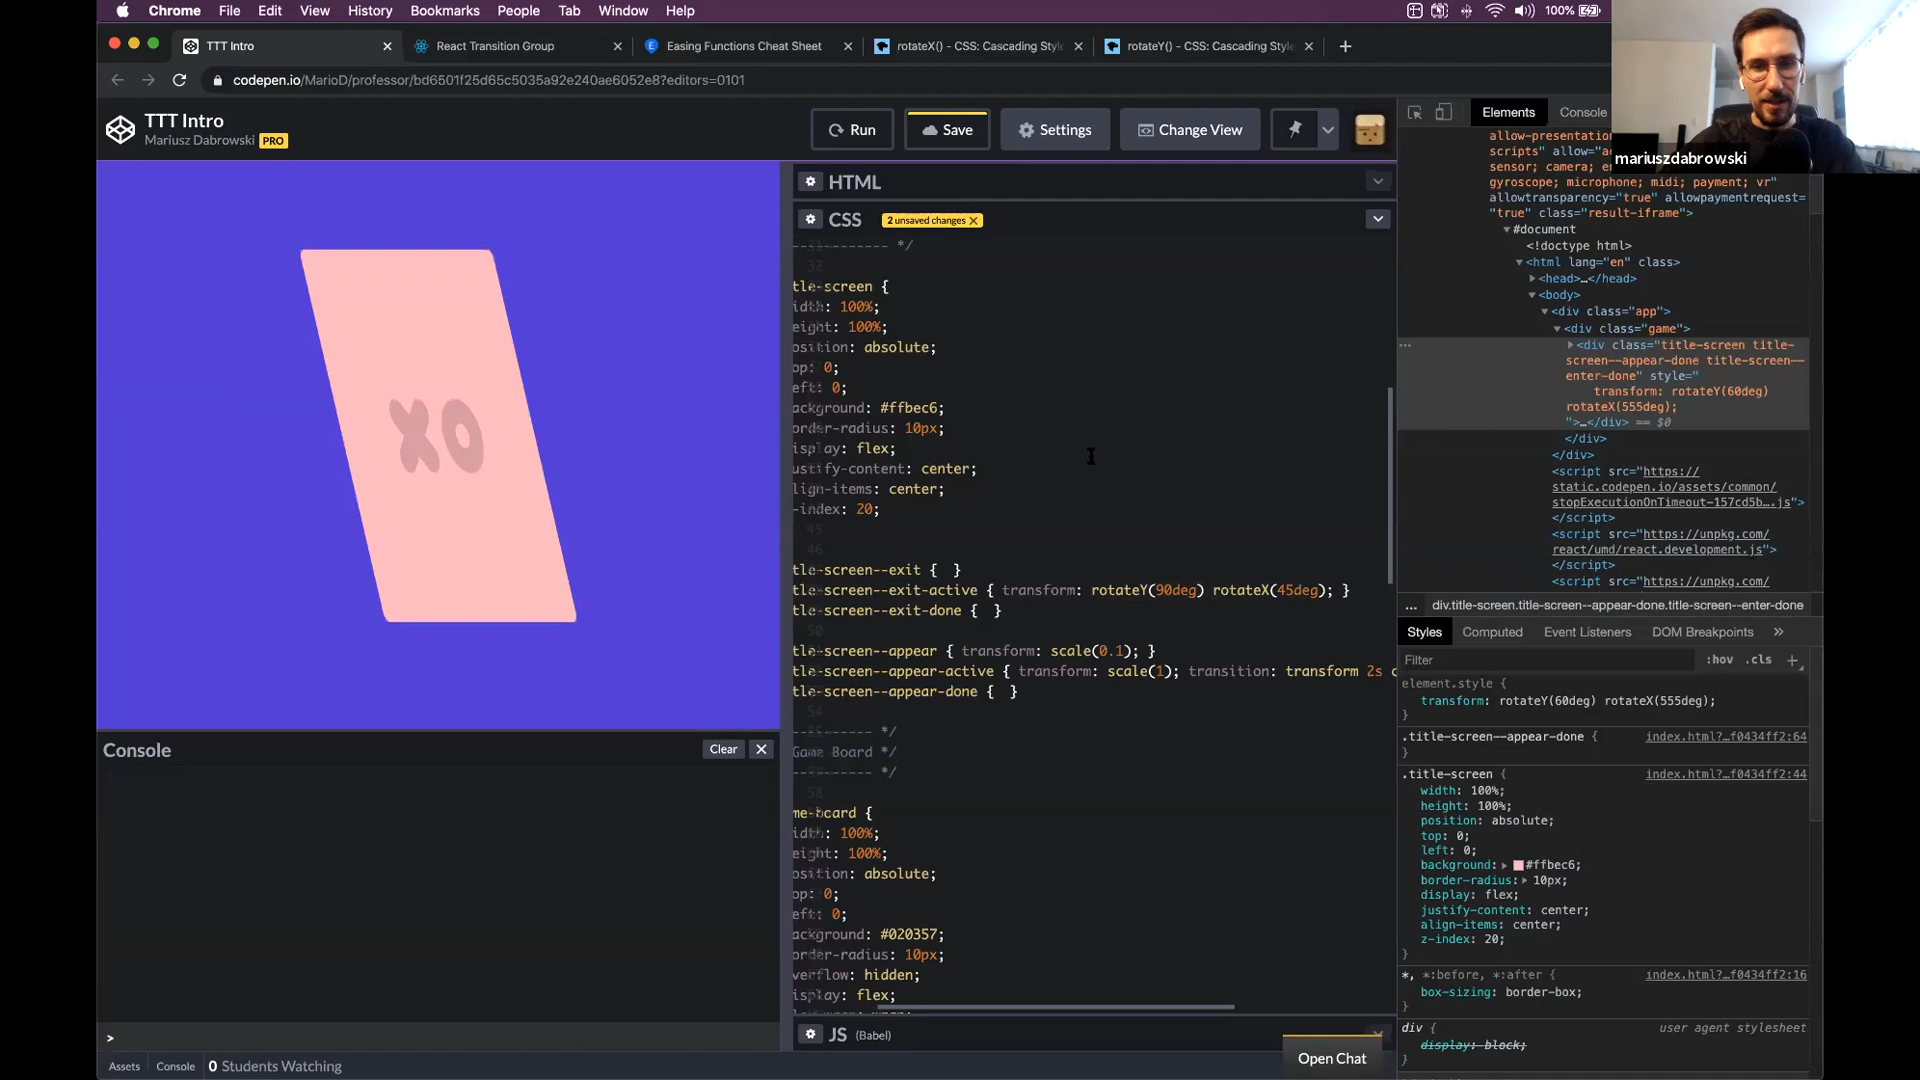 Chrome File Edit View History Bookmarks People Tab Window Help
100%
TTT Intro
React Transition Group
Easing Functions Cheat Sheet
rotateX() - CSS: Cascading Style
rotateY() - CSS: Cascading Style
codepen.io/MarioD/professor/bd6501f25d65c5035a92e240ae6052e8?editors=0101
TTT Intro
Mariusz Dabrowski PRO
Run
Save
Settings
Change View
XO
HTML
CSS
2 unsaved changes
--------- */
32
tle-screen {
idth: 100%;
eight: 100%;
osition: absolute;
op: 0;
eft: 0;
ackground: #ffbec6;
order-radius: 10px;
isplay: flex;
ustify-content: center;
lign-items: center;
-index: 20;
45
46
tle-screen--exit { }
tle-screen--exit-active { transform: rotateY(90deg) rotateX(45deg); }
tle-screen--exit-done { }
50
tle-screen--appear { transform: scale(0.1); }
tle-screen--appear-active { transform: scale(1); transition: transform 2s c
tle-screen--appear-done { }
54
--------- */
Game Board */
--------- */
58
me-board {
idth: 100%;
eight: 100%;
osition: absolute;
op: 0;
eft: 0;
ackground: #020357;
order-radius: 10px;
verflow: hidden;
isplay: flex;
JS (Babel)
Console
Clear
>
Assets Console 0 Students Watching
Open Chat
mariuszdabrowski
Elements Console
allow-presentation
scripts" allow="ac
sensor; camera; en
gyroscope; microphone; midi; payment; vr"
allowtransparency="true" allowpaymentrequest=
"true" class="result-iframe">
#document
<!doctype html>
<html lang="en" class>
<head>…</head>
<body>
<div class="app">
<div class="game">
<div class="title-screen title-
screen--appear-done title-screen--
enter-done" style="
transform: rotateY(60deg)
rotateX(555deg);
">…</div> == $0
</div>
</div>
<script src="https://
static.codepen.io/assets/common/
stopExecutionOnTimeout-157cd5b….js">
</script>
<script src="https://unpkg.com/
react/umd/react.development.js">
</script>
<script src="https://unpkg.com/
... div.title-screen.title-screen--appear-done.title-screen--enter-done
Styles Computed Event Listeners DOM Breakpoints »
Filter
:hov .cls +
element.style {
transform: rotateY(60deg) rotateX(555deg);
}
.title-screen--appear-done { index.html?…f0434ff2:64
}
.title-screen { index.html?…f0434ff2:44
width: 100%;
height: 100%;
position: absolute;
top: 0;
left: 0;
background: #ffbec6;
border-radius: 10px;
display: flex;
justify-content: center;
align-items: center;
z-index: 20;
}
*, *:before, *:after { index.html?…f0434ff2:16
box-sizing: border-box;
}
div { user agent stylesheet
display: block;
}